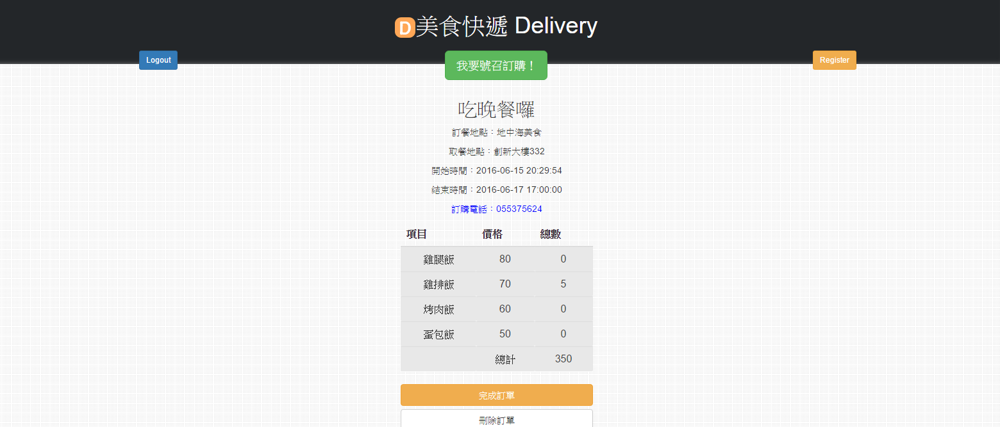 D美食快遞 Delivery
Logout
我要號召訂購！
Register
吃晚餐囉
訂餐地點：地中海美食
取餐地點：創新大樓332
開始時間：2016-06-15 20:29:54
結束時間：2016-06-17 17:00:00
訂購電話：055375624
項目 價格 總數
雞腿飯 80 0
雞排飯 70 5
烤肉飯 60 0
蛋包飯 50 0
總計 350
完成訂單
刪除訂單